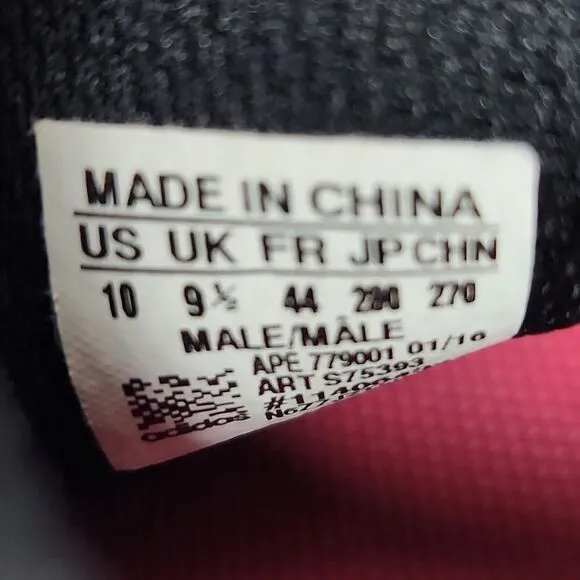 MADE IN CHINA
US UK FR JP CHN
10 9½ 44 280 270
MALE/MÂLE
APE 779001 01/16
ART S75393
adidas